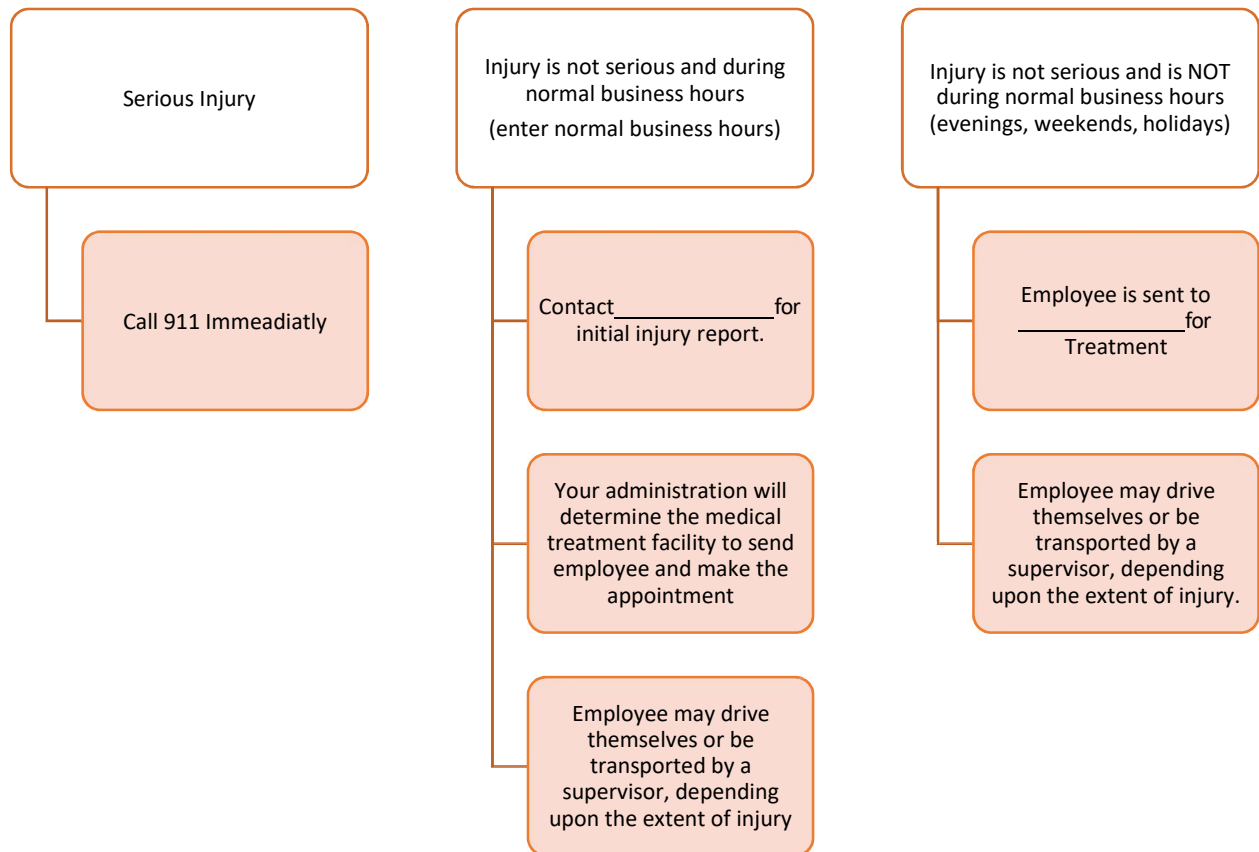 Serious Injury
Call 911 Immeadiatly
Injury is not serious and during
normal business hours
(enter normal business hours)
Contact______________for
initial injury report.
Your administration will
determine the medical
treatment facility to send
employee and make the
appointment
Employee may drive
themselves or be
transported by a
supervisor, depending
upon the extent of injury
Injury is not serious and is NOT
during normal business hours
(evenings, weekends, holidays)
Employee is sent to
______________for
Treatment
Employee may drive
themselves or be
transported by a
supervisor, depending
upon the extent of injury.